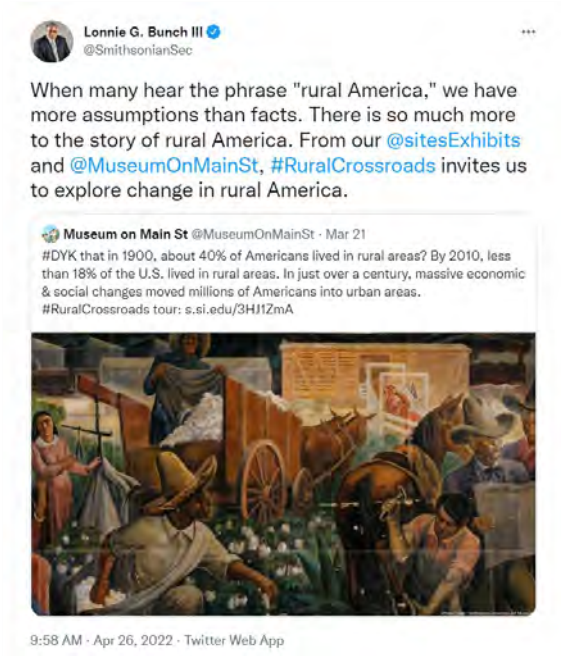 Lonnie G. Bunch III
@SmithsonianSec
When many hear the phrase "rural America," we have
more assumptions than facts. There is so much more
to the story of rural America. From our @sitesExhibits
and @MuseumOnMainSt, #RuralCrossroads invites us
to explore change in rural America.
Museum on Main St @MuseumOnMainSt · Mar 21
#DYK that in 1900, about 40% of Americans lived in rural areas? By 2010, less
than 18% of the U.S. lived in rural areas. In just over a century, massive economic
& social changes moved millions of Americans into urban areas.
#RuralCrossroads tour: s.si.edu/3HJ1ZmA
9:58 AM · Apr 26, 2022 · Twitter Web App